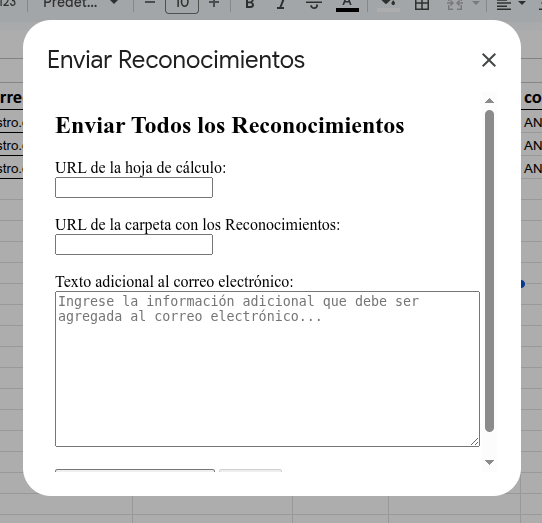 123 Predet... 10 B I S A
Enviar Reconocimientos
Enviar Todos los Reconocimientos
URL de la hoja de cálculo:
URL de la carpeta con los Reconocimientos:
Texto adicional al correo electrónico:
Ingrese la información adicional que debe ser
agregada al correo electrónico...
rre
co
stro.
AN
stro.
AN
stro.
AN